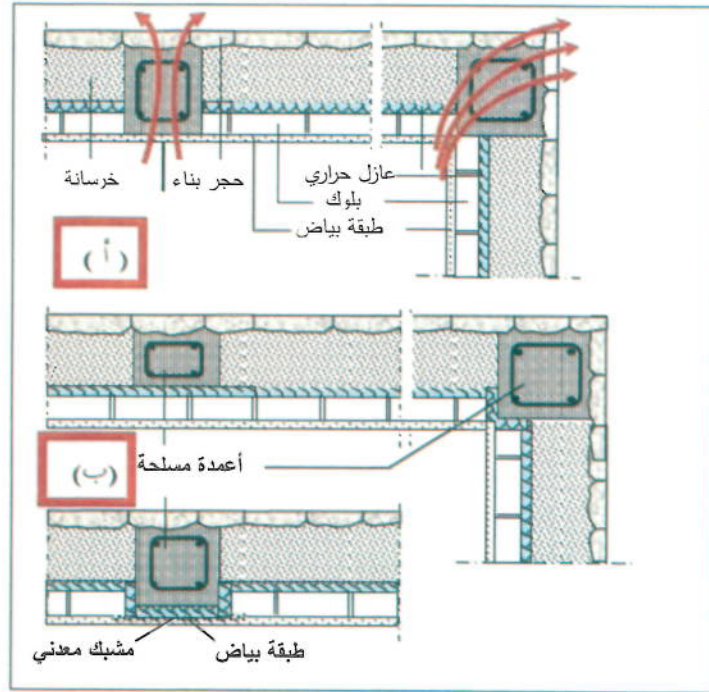 خرسانة
حجر بناء
عازل حراري
بلوك
طبقة بياض
(أ)
أعمدة مسلحة
(ب)
مشبك معدني
طبقة بياض